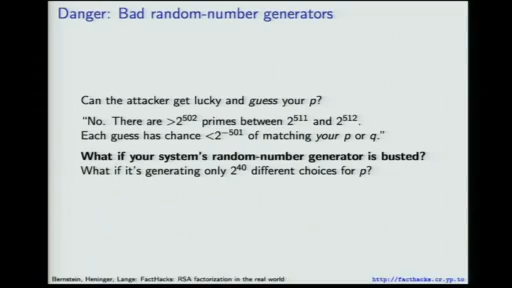 Danger: Bad random-number generators
Can the attacker get lucky and guess your p?
“No. There are >2^502 primes between 2^511 and 2^512.
Each guess has chance <2^−501 of matching your p or q.”
What if your system's random-number generator is busted?
What if it's generating only 2^40 different choices for p?
Bernstein, Heninger, Lange: FactHacks: RSA factorization in the real world
http://facthacks.cr.yp.to